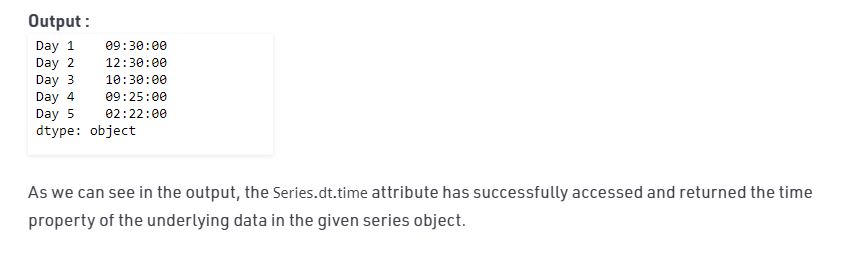 Output :
Day 1    09:30:00
Day 2    12:30:00
Day 3    10:30:00
Day 4    09:25:00
Day 5    02:22:00
dtype: object
As we can see in the output, the Series.dt.time attribute has successfully accessed and returned the time
property of the underlying data in the given series object.